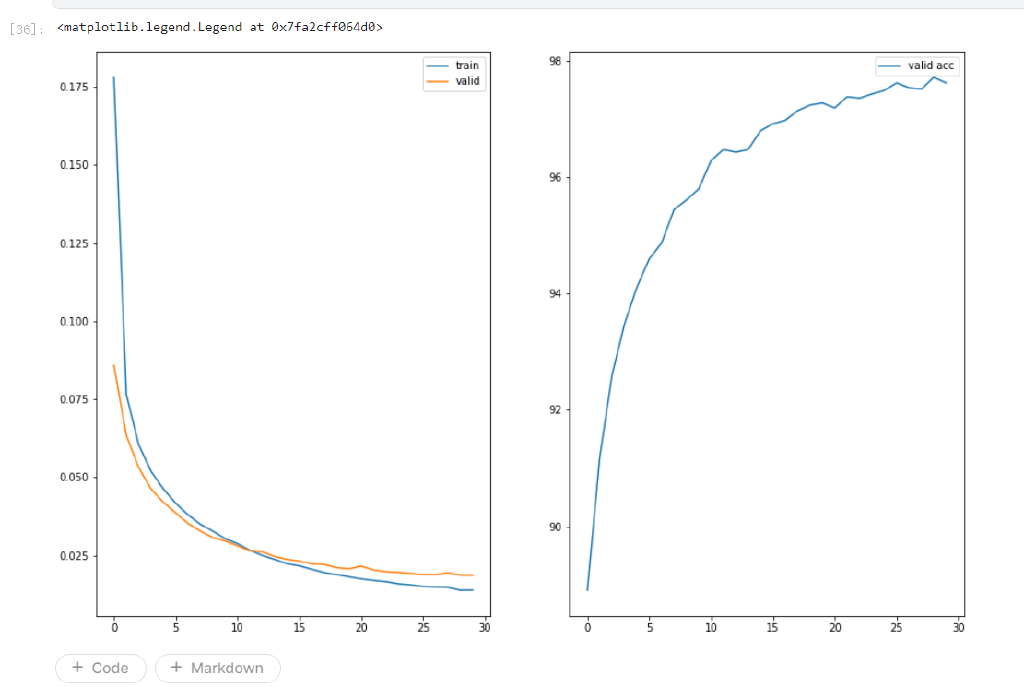 [36]: <matplotlib.legend.Legend at 0x7fa2cff064d0>
train
valid
0.175
0.150
0.125
0.100
0.075
0.050
0.025
0 5 10 15 20 25 30
valid acc
98
96
94
92
90
0 5 10 15 20 25 30
+ Code + Markdown